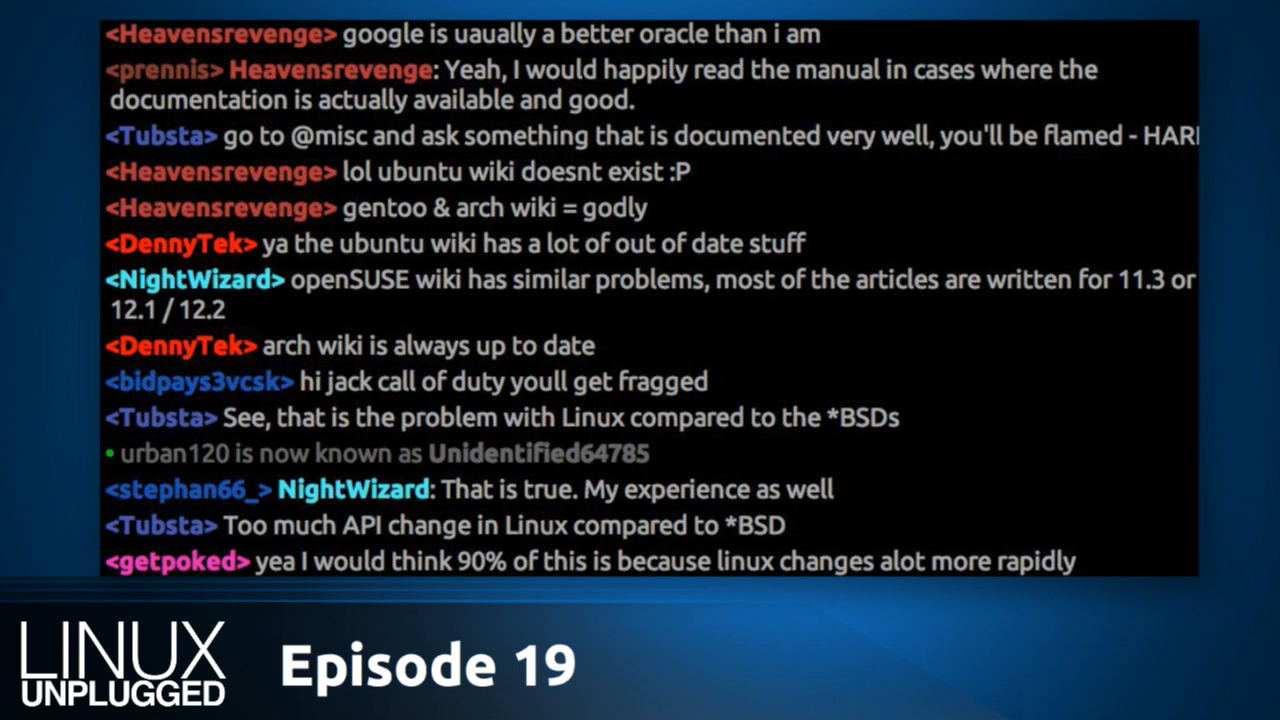 <Heavensrevenge> google is uaually a better oracle than i am
<prennis> Heavensrevenge: Yeah, I would happily read the manual in cases where the
documentation is actually available and good.
<Tubsta> go to @misc and ask something that is documented very well, you'll be flamed - HARD
<Heavensrevenge> lol ubuntu wiki doesnt exist :P
<Heavensrevenge> gentoo & arch wiki = godly
<DennyTek> ya the ubuntu wiki has a lot of out of date stuff
<NightWizard> openSUSE wiki has similar problems, most of the articles are written for 11.3 or
12.1 / 12.2
<DennyTek> arch wiki is always up to date
<bidpays3vcsk> hi jack call of duty youll get fragged
<Tubsta> See, that is the problem with Linux compared to the *BSDs
• urban120 is now known as Unidentified64785
<stephan66_> NightWizard: That is true. My experience as well
<Tubsta> Too much API change in Linux compared to *BSD
<getpoked> yea I would think 90% of this is because linux changes alot more rapidly
LINUX
UNPLUGGED
Episode 19